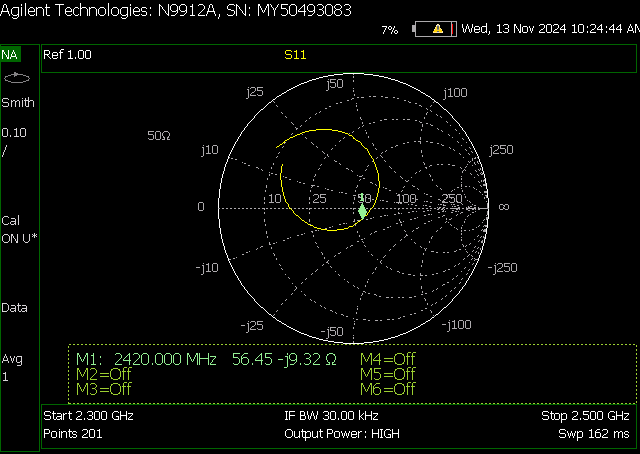 Agilent Technologies: N9912A, SN: MY50493083
7% Wed, 13 Nov 2024 10:24:44 AM
NA Ref 1.00 S11
Smith
0.10
/
Cal
ON U*
Data
Avg
1
50Ω
j50
j25 j100
j10 j250
0 10 25 50 100 250 ∞
-j10 -j250
-j25 -j100
-j50
M1: 2420.000 MHz 56.45 -j9.32 Ω M4=Off
M2=Off M5=Off
M3=Off M6=Off
Start 2.300 GHz IF BW 30.00 kHz Stop 2.500 GHz
Points 201 Output Power: HIGH Swp 162 ms